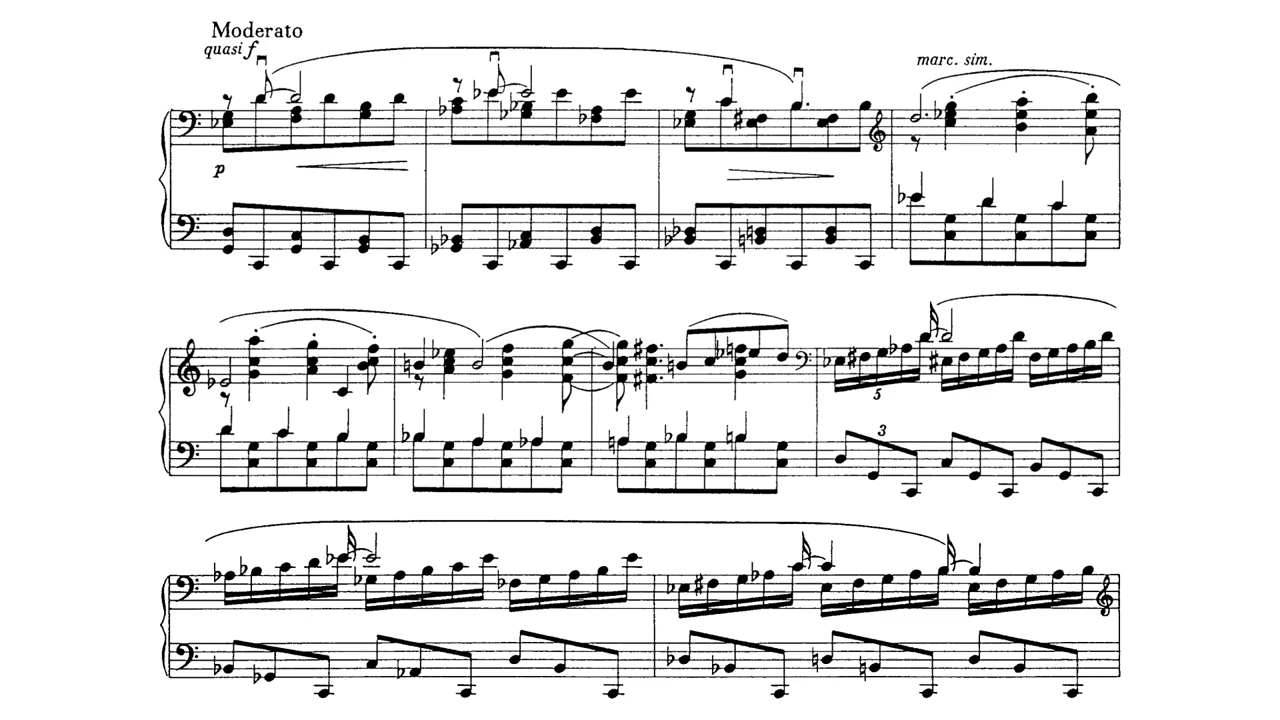 Moderato
quasi f
marc. sim.
p
5
3